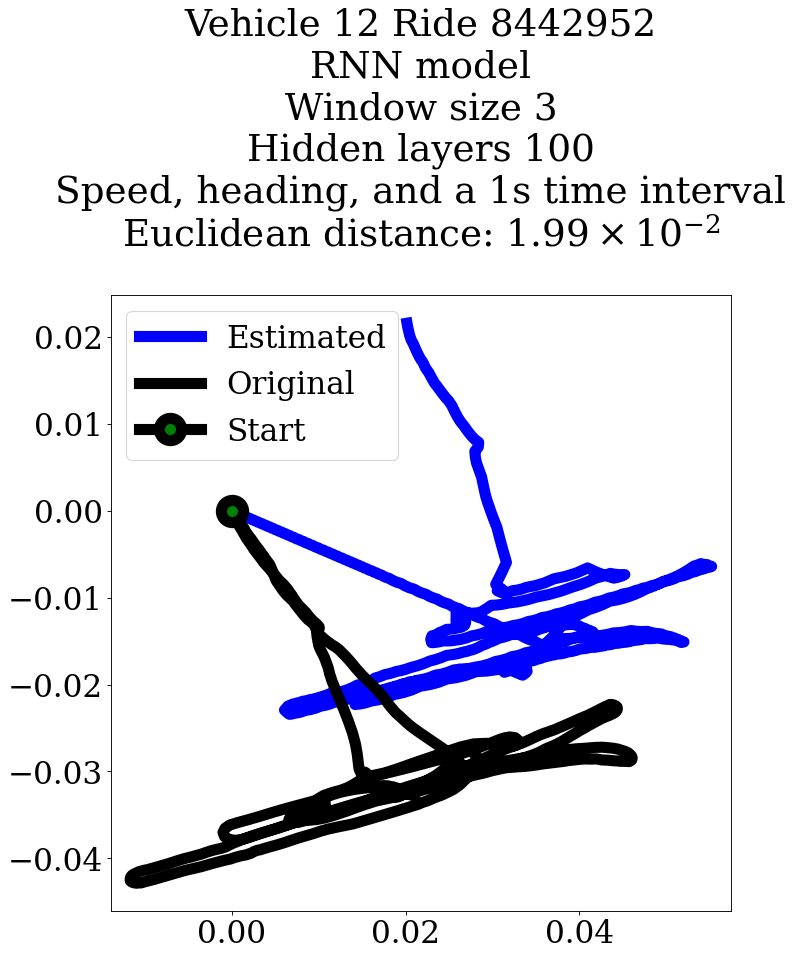 Vehicle 12 Ride 8442952
RNN model
Window size 3
Hidden layers 100
Speed, heading, and a 1s time interval
Euclidean distance: 1.99 × 10⁻²
Estimated
Original
Start
0.02
0.01
0.00
−0.01
−0.02
−0.03
−0.04
0.00 0.02 0.04